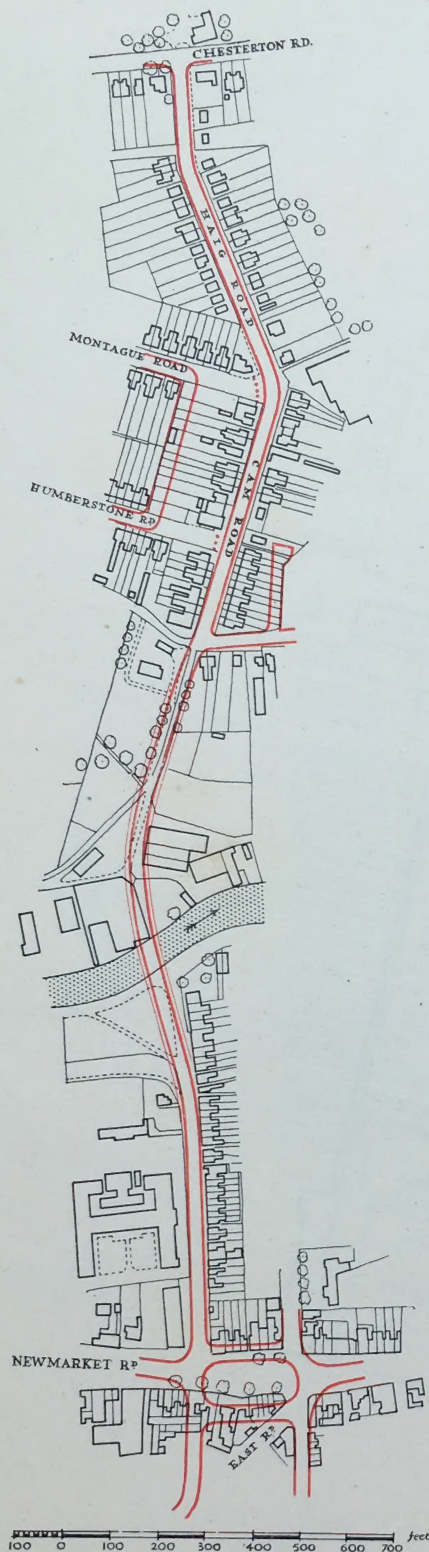 CHESTERTON RD.
HAIG ROAD
MONTAGUE ROAD
CAM ROAD
HUMBERSTONE RD
NEWMARKET RD
EAST RD
100 0 100 200 300 400 500 600 700 feet